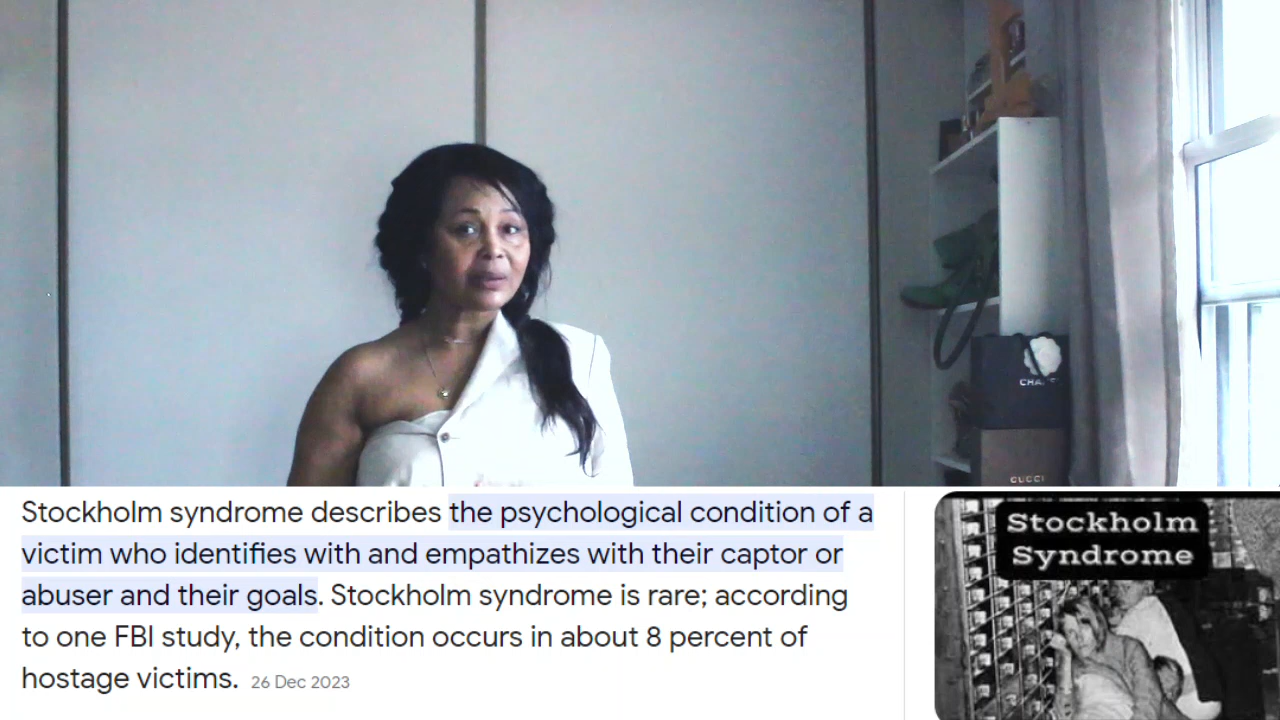 CHA
GUCCI
Stockholm syndrome describes the psychological condition of a
victim who identifies with and empathizes with their captor or
abuser and their goals. Stockholm syndrome is rare; according
to one FBI study, the condition occurs in about 8 percent of
hostage victims. 26 Dec 2023
Stockholm
Syndrome